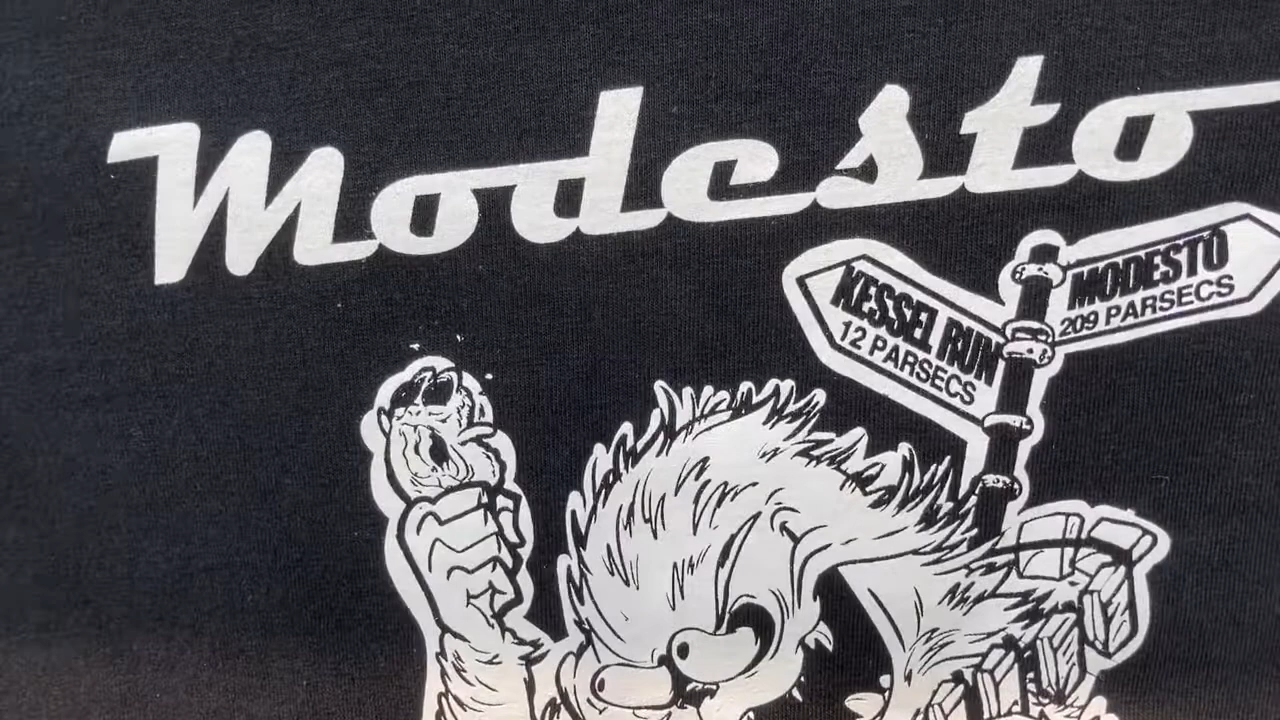 Modesto
KESSEL RUN
12 PARSECS
MODESTO
209 PARSECS